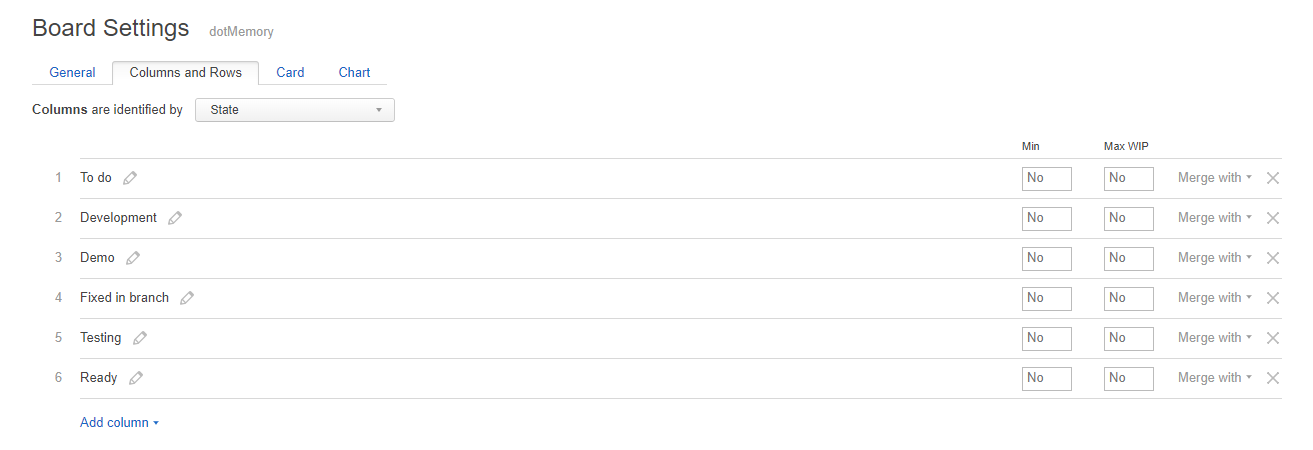 Board Settings dotMemory
General Columns and Rows Card Chart
Columns are identified by State
Min Max WIP
1 To do No No Merge with
2 Development No No Merge with
3 Demo No No Merge with
4 Fixed in branch No No Merge with
5 Testing No No Merge with
6 Ready No No Merge with
Add column